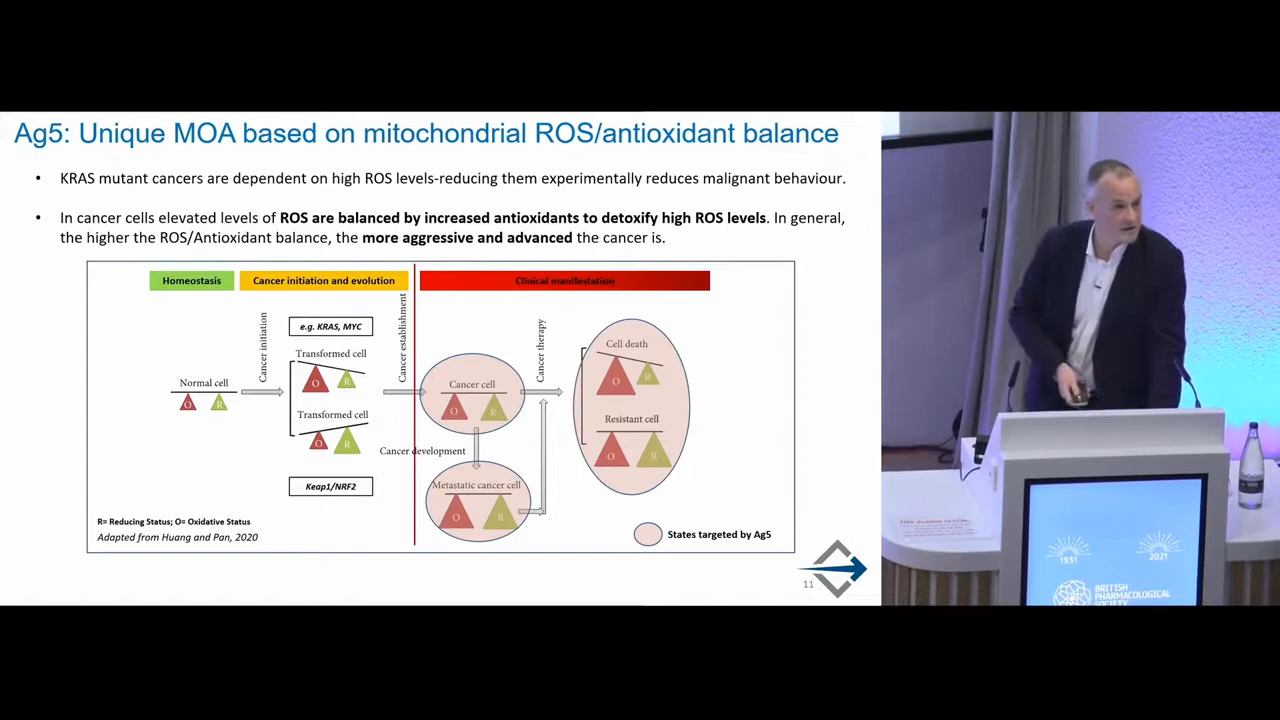 Ag5: Unique MOA based on mitochondrial ROS/antioxidant balance
• KRAS mutant cancers are dependent on high ROS levels-reducing them experimentally reduces malignant behaviour.
• In cancer cells elevated levels of ROS are balanced by increased antioxidants to detoxify high ROS levels. In general,
the higher the ROS/Antioxidant balance, the more aggressive and advanced the cancer is.
Homeostasis
Cancer initiation and evolution
Clinical manifestation
Normal cell
O R
Cancer initiation
e.g. KRAS, MYC
Transformed cell
O R
Transformed cell
O R
Keap1/NRF2
Cancer establishment
Cancer cell
O R
Cancer development
Metastatic cancer cell
O R
Cancer therapy
Cell death
O R
Resistant cell
O R
R= Reducing Status; O= Oxidative Status
Adapted from Huang and Pan, 2020
States targeted by Ag5
11
FIRE ALARM TESTING
1931
2021
BRITISH
PHARMACOLOGICAL
SOCIETY